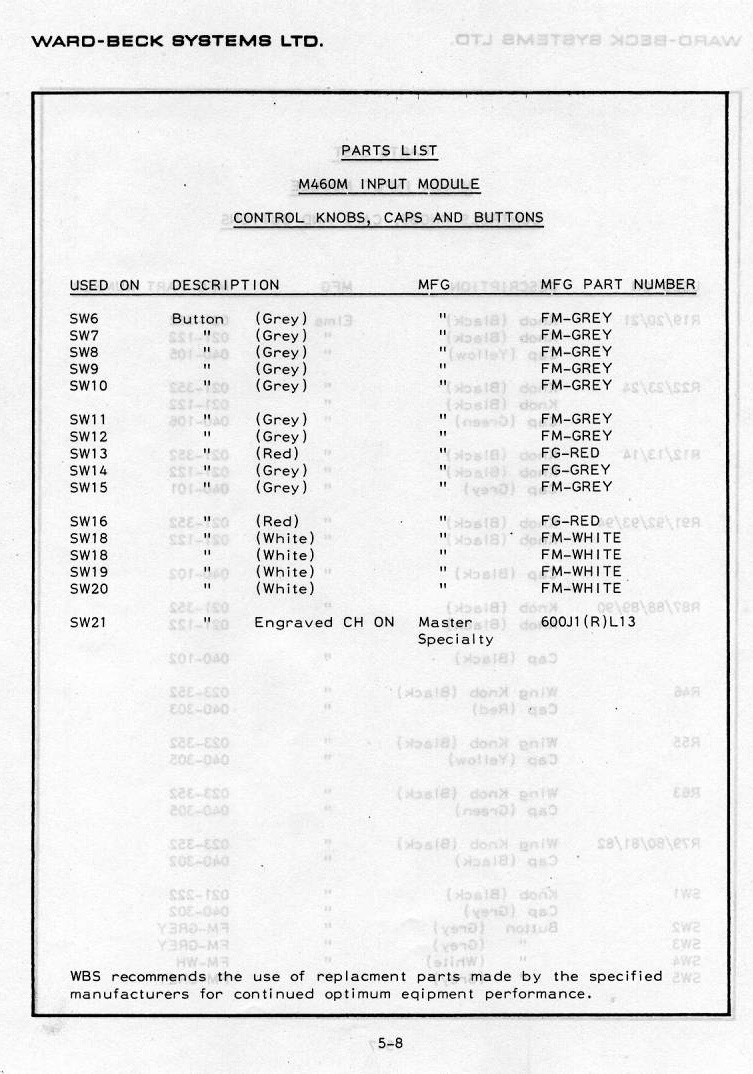 WARD-BECK SYSTEMS LTD.
PARTS LIST
M460M INPUT MODULE
CONTROL KNOBS, CAPS AND BUTTONS
USED ON DESCRIPTION MFG MFG PART NUMBER
SW6 Button (Grey) " FM-GREY
SW7 " (Grey) " FM-GREY
SW8 " (Grey) " FM-GREY
SW9 " (Grey) " FM-GREY
SW10 " (Grey) " FM-GREY
SW11 " (Grey) " FM-GREY
SW12 " (Grey) " FM-GREY
SW13 " (Red) " FG-RED
SW14 " (Grey) " FG-GREY
SW15 " (Grey) " FM-GREY
SW16 " (Red) " FG-RED
SW18 " (White) " FM-WHITE
SW18 " (White) " FM-WHITE
SW19 " (White) " FM-WHITE
SW20 " (White) " FM-WHITE
SW21 " Engraved CH ON Master 600J1(R)L13
Specialty
WBS recommends the use of replacment parts made by the specified
manufacturers for continued optimum eqipment performance.
5-8